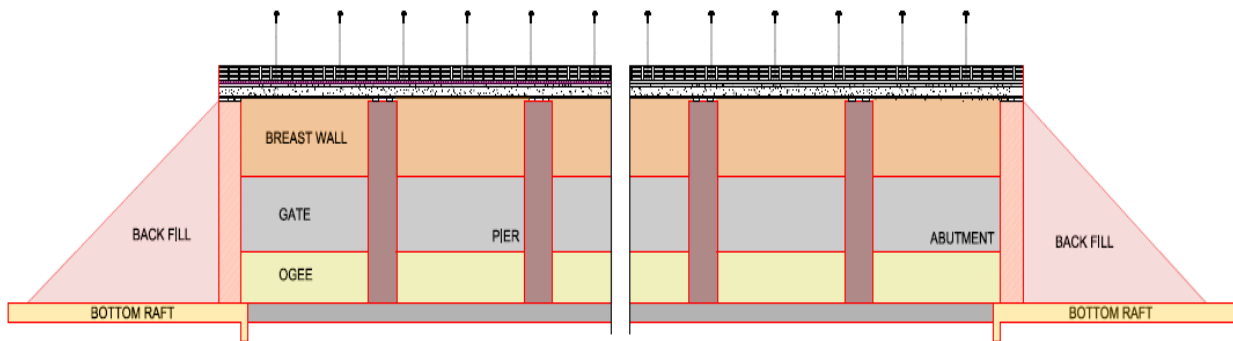 BREAST WALL
GATE
BACK FILL
PIER
ABUTMENT
BACK FILL
OGEE
BOTTOM RAFT
BOTTOM RAFT